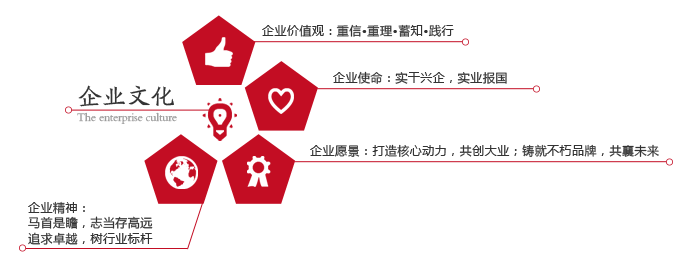 企业价值观：重信•重理•蓄知•践行
企业使命：实干兴企，实业报国
企业文化
The enterprise culture
企业愿景：打造核心动力，共创大业；铸就不朽品牌，共襄未来
企业精神：
马首是瞻，志当存高远
追求卓越，树行业标杆